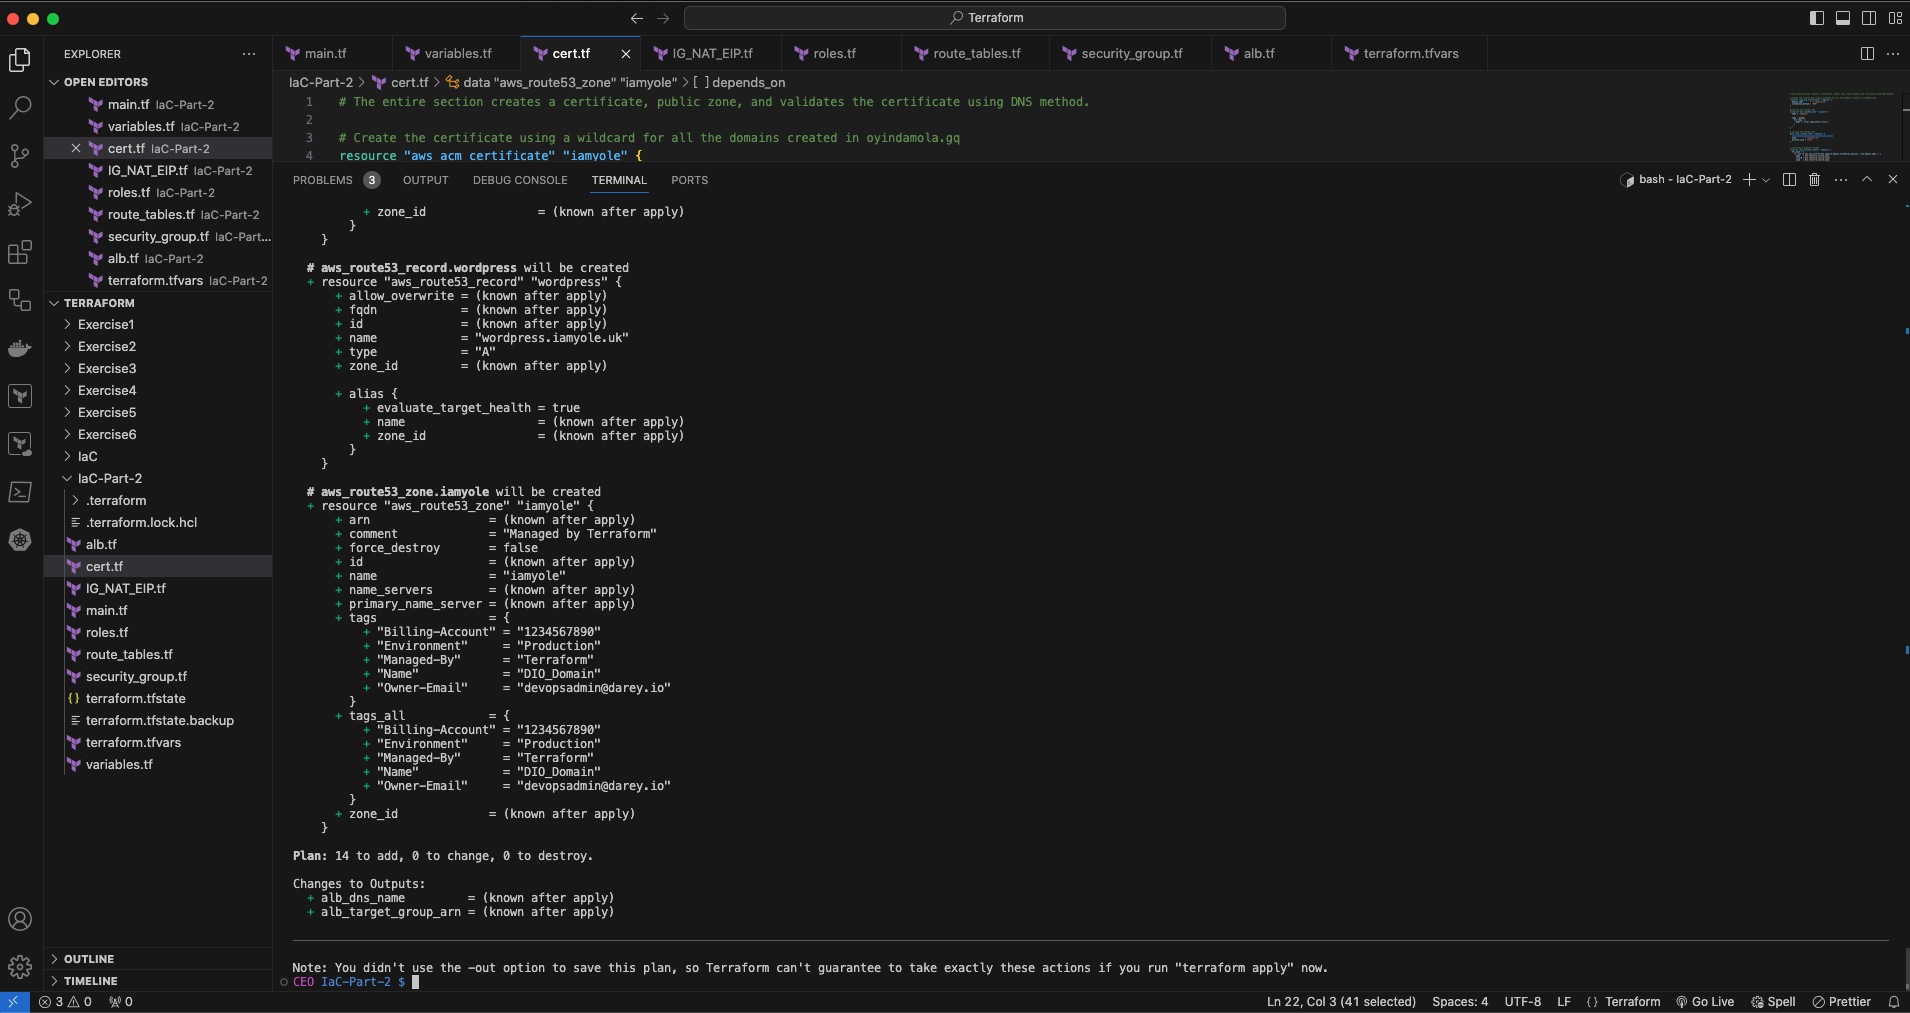 Terraform
EXPLORER
OPEN EDITORS
main.tf IaC-Part-2
variables.tf IaC-Part-2
cert.tf IaC-Part-2
IG_NAT_EIP.tf IaC-Part-2
roles.tf IaC-Part-2
route_tables.tf IaC-Part-2
security_group.tf IaC-Part...
alb.tf IaC-Part-2
terraform.tfvars IaC-Part-2
TERRAFORM
Exercise1
Exercise2
Exercise3
Exercise4
Exercise5
Exercise6
IaC
IaC-Part-2
.terraform
.terraform.lock.hcl
alb.tf
cert.tf
IG_NAT_EIP.tf
main.tf
roles.tf
route_tables.tf
security_group.tf
terraform.tfstate
terraform.tfstate.backup
terraform.tfvars
variables.tf
OUTLINE
TIMELINE
main.tf variables.tf cert.tf IG_NAT_EIP.tf roles.tf route_tables.tf security_group.tf alb.tf terraform.tfvars
IaC-Part-2 > cert.tf > data "aws_route53_zone" "iamyole" > [ ] depends_on
1 # The entire section creates a certificate, public zone, and validates the certificate using DNS method.
2
3 # Create the certificate using a wildcard for all the domains created in oyindamola.gq
4 resource "aws_acm_certificate" "iamyole" {
PROBLEMS 3 OUTPUT DEBUG CONSOLE TERMINAL PORTS
bash - IaC-Part-2
+ zone_id = (known after apply)
}
}
# aws_route53_record.wordpress will be created
+ resource "aws_route53_record" "wordpress" {
+ allow_overwrite = (known after apply)
+ fqdn = (known after apply)
+ id = (known after apply)
+ name = "wordpress.iamyole.uk"
+ type = "A"
+ zone_id = (known after apply)
+ alias {
+ evaluate_target_health = true
+ name = (known after apply)
+ zone_id = (known after apply)
}
}
# aws_route53_zone.iamyole will be created
+ resource "aws_route53_zone" "iamyole" {
+ arn = (known after apply)
+ comment = "Managed by Terraform"
+ force_destroy = false
+ id = (known after apply)
+ name = "iamyole"
+ name_servers = (known after apply)
+ primary_name_server = (known after apply)
+ tags = {
+ "Billing-Account" = "1234567890"
+ "Environment" = "Production"
+ "Managed-By" = "Terraform"
+ "Name" = "DIO_Domain"
+ "Owner-Email" = "devopsadmin@darey.io"
}
+ tags_all = {
+ "Billing-Account" = "1234567890"
+ "Environment" = "Production"
+ "Managed-By" = "Terraform"
+ "Name" = "DIO_Domain"
+ "Owner-Email" = "devopsadmin@darey.io"
}
+ zone_id = (known after apply)
}
Plan: 14 to add, 0 to change, 0 to destroy.
Changes to Outputs:
+ alb_dns_name = (known after apply)
+ alb_target_group_arn = (known after apply)
Note: You didn't use the -out option to save this plan, so Terraform can't guarantee to take exactly these actions if you run "terraform apply" now.
CEO IaC-Part-2 $
3 0 0
Ln 22, Col 3 (41 selected) Spaces: 4 UTF-8 LF { } Terraform Go Live Spell Prettier